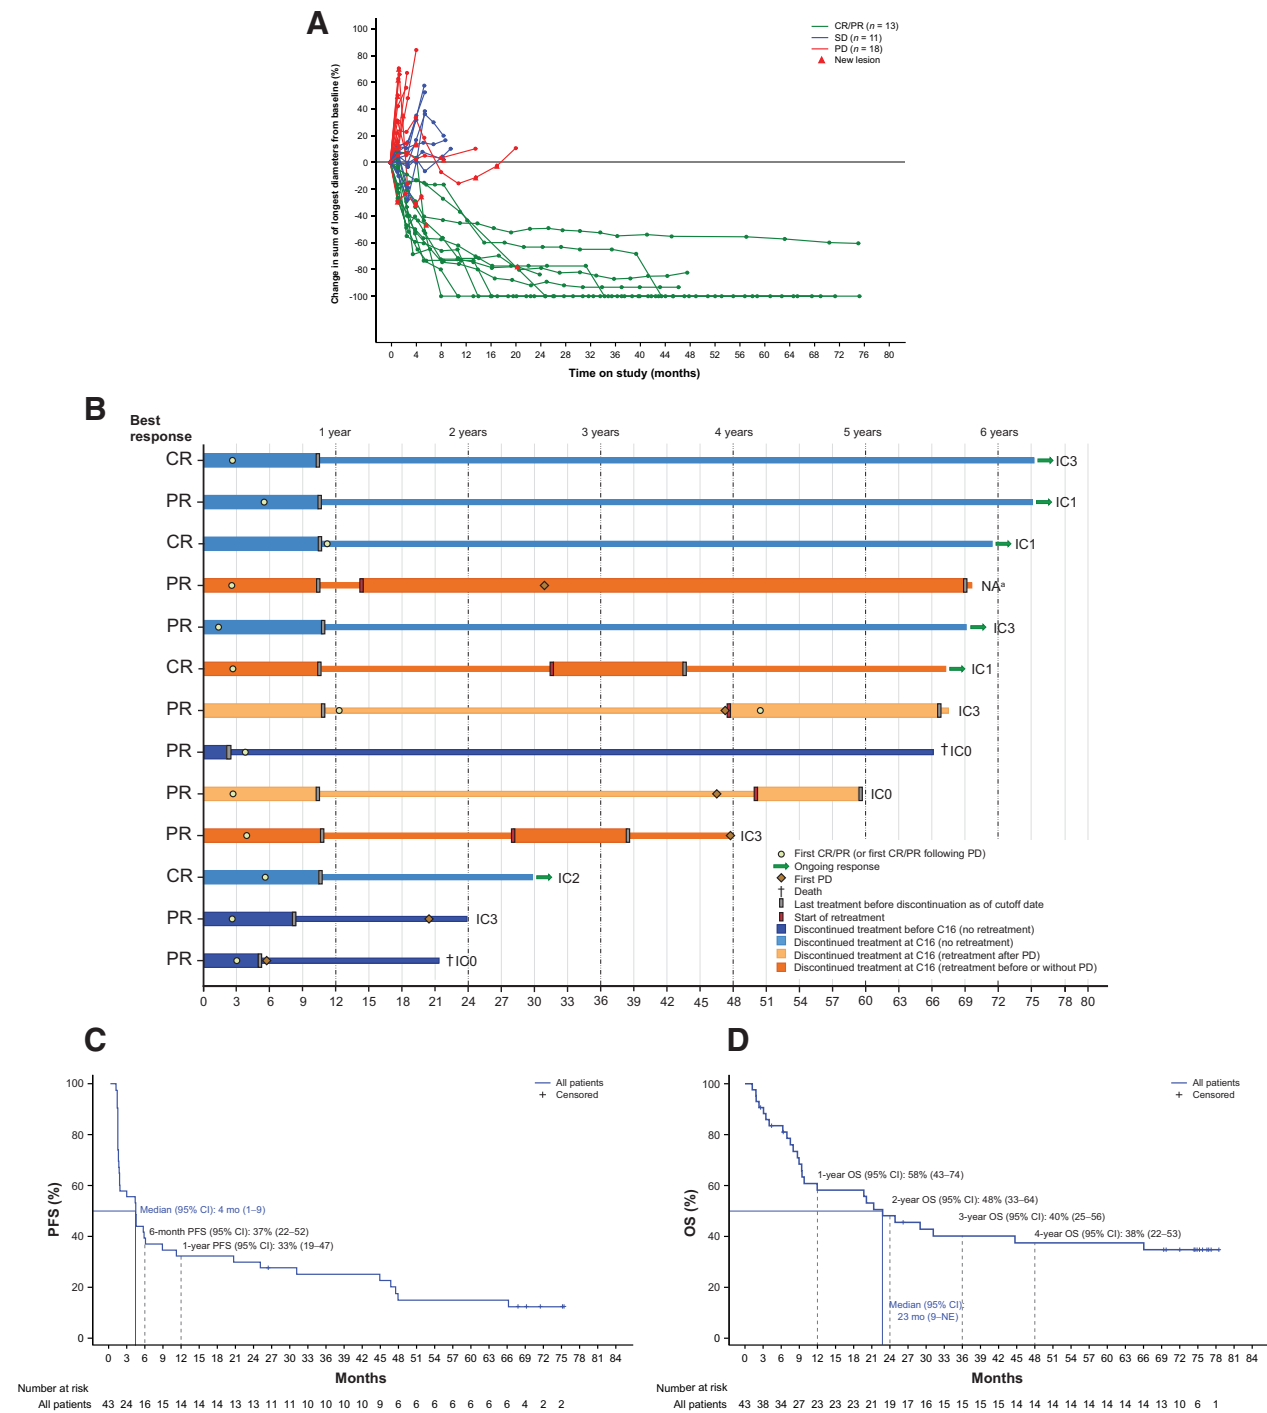 A
CR/PR (n = 13)
SD (n = 11)
PD (n = 18)
New lesion
Change in sum of longest diameters from baseline (%)
100
80
60
40
20
0
-20
-40
-60
-80
-100
0 4 8 12 16 20 24 28 32 36 40 44 48 52 56 60 64 68 72 76 80
Time on study (months)
B
Best
response
1 year 2 years 3 years 4 years 5 years 6 years
CR IC3
PR IC1
CR IC1
PR NAª
PR IC3
CR IC1
PR IC3
PR †IC0
PR IC0
PR IC3
CR IC2
PR IC3
PR †IC0
First CR/PR (or first CR/PR following PD)
Ongoing response
First PD
† Death
Last treatment before discontinuation as of cutoff date
Start of retreatment
Discontinued treatment before C16 (no retreatment)
Discontinued treatment at C16 (no retreatment)
Discontinued treatment at C16 (retreatment after PD)
Discontinued treatment at C16 (retreatment before or without PD)
0 3 6 9 12 15 18 21 24 27 30 33 36 39 42 45 48 51 54 57 60 63 66 69 72 75 78 80
C
All patients
Censored
PFS (%)
100
80
60
40
20
0
Median (95% CI): 4 mo (1–9)
6-month PFS (95% CI): 37% (22–52)
1-year PFS (95% CI): 33% (19–47)
0 3 6 9 12 15 18 21 24 27 30 33 36 39 42 45 48 51 54 57 60 63 66 69 72 75 78 81 84
Months
Number at risk
All patients 43 24 16 15 14 14 14 13 13 11 11 10 10 10 10 9 6 6 6 6 6 6 6 4 2 2
D
All patients
Censored
OS (%)
100
80
60
40
20
0
1-year OS (95% CI): 58% (43–74)
2-year OS (95% CI): 48% (33–64)
3-year OS (95% CI): 40% (25–56)
4-year OS (95% CI): 38% (22–53)
Median (95% CI):
23 mo (9–NE)
0 3 6 9 12 15 18 21 24 27 30 33 36 39 42 45 48 51 54 57 60 63 66 69 72 75 78 81 84
Months
Number at risk
All patients 43 38 34 27 23 23 23 21 19 17 16 15 15 15 15 14 14 14 14 14 14 14 14 13 10 6 1